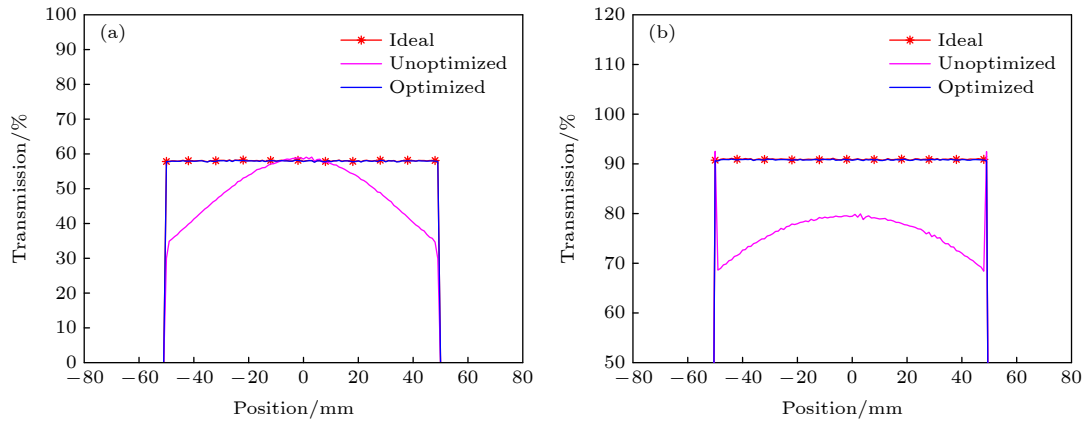 (a)
Ideal
Unoptimized
Optimized
100
90
80
70
60
50
40
30
20
10
0
Transmission/%
−80 −60 −40 −20 0 20 40 60 80
Position/mm
(b)
Ideal
Unoptimized
Optimized
120
110
100
90
80
70
60
50
Transmission/%
−80 −60 −40 −20 0 20 40 60 80
Position/mm